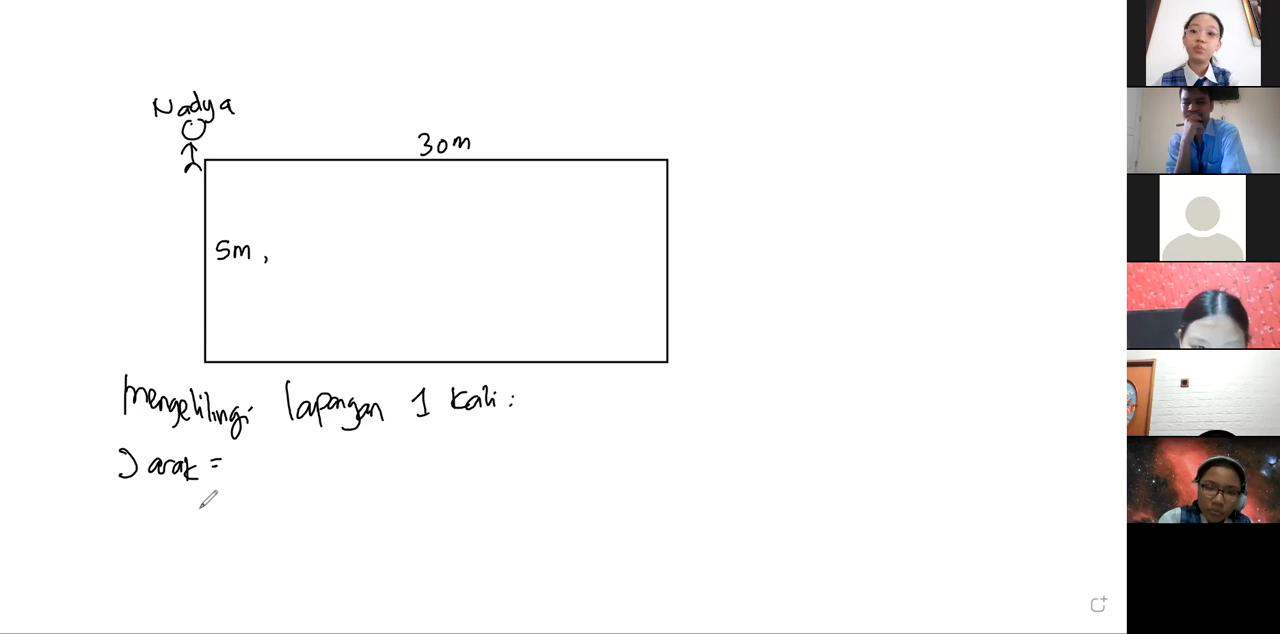 Nadya
30m
5m,
Mengelilingi lapangan 1 kali :
Jarak =